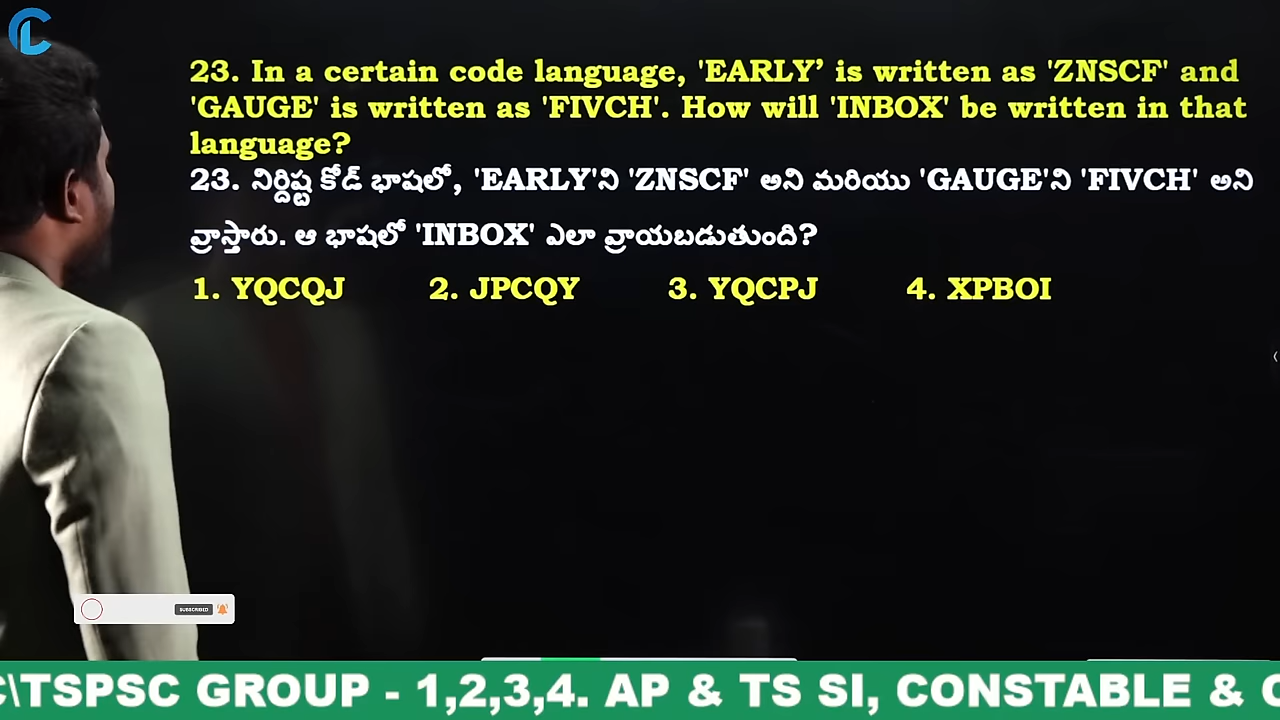 23. In a certain code language, 'EARLY’ is written as 'ZNSCF' and
'GAUGE' is written as 'FIVCH'. How will 'INBOX' be written in that
language?
23. నిర్దిష్ట కోడ్ భాషలో, 'EARLY'ని 'ZNSCF' అని మరియు 'GAUGE'ని 'FIVCH' అని
వ్రాస్తారు. ఆ భాషలో 'INBOX' ఎలా వ్రాయబడుతుంది?
1. YQCQJ 2. JPCQY 3. YQCPJ 4. XPBOI
SUBSCRIBED
C\TSPSC GROUP - 1,2,3,4. AP & TS SI, CONSTABLE & C